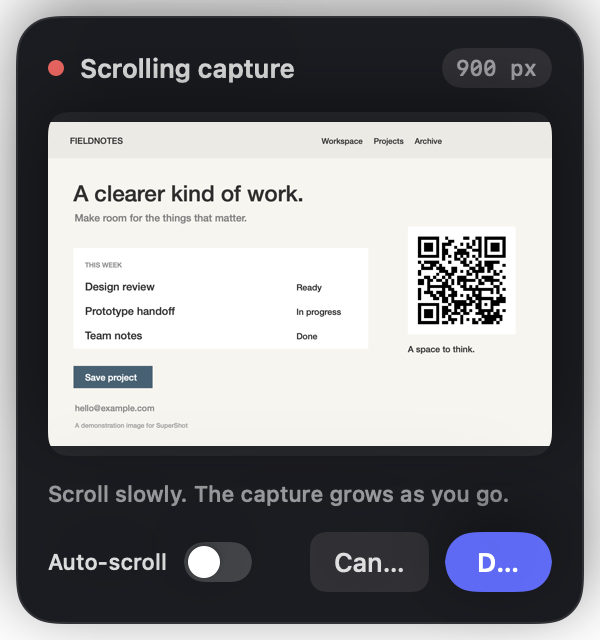 Scrolling capture
900 px
FIELDNOTES
Workspace Projects Archive
A clearer kind of work.
Make room for the things that matter.
THIS WEEK
Design review Ready
Prototype handoff In progress
Team notes Done
A space to think.
Save project
hello@example.com
A demonstration image for SuperShot
Scroll slowly. The capture grows as you go.
Auto-scroll
Can...
D...